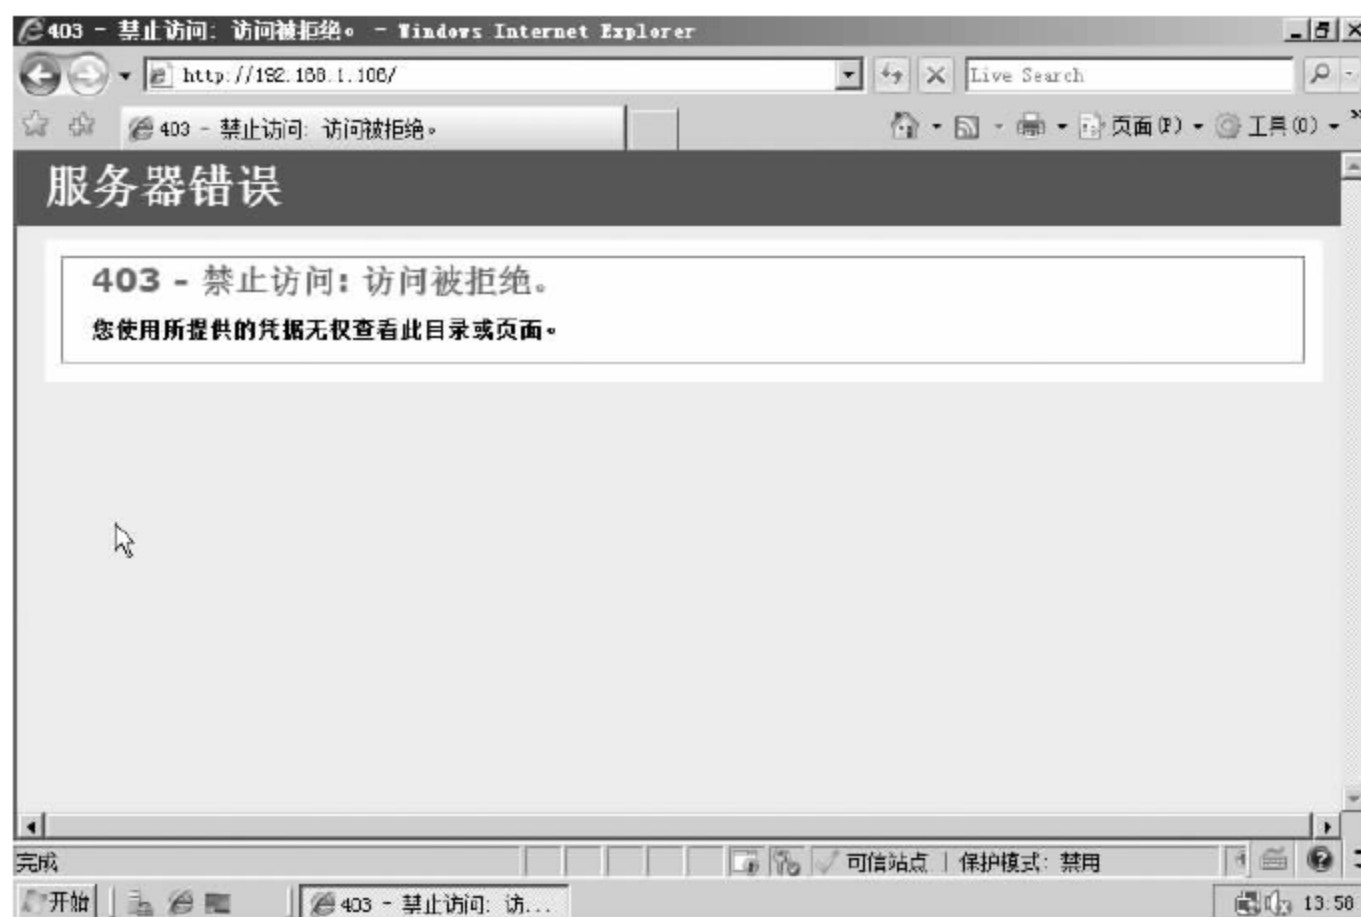 403 - 禁止访问: 访问被拒绝。 - Windows Internet Explorer
http://192.168.1.106/
Live Search
403 - 禁止访问: 访问被拒绝。
页面(P)
工具(O)
服务器错误
403 - 禁止访问: 访问被拒绝。
您使用所提供的凭据无权查看此目录或页面。
完成
可信站点 | 保护模式: 禁用
开始
403 - 禁止访问: 访...
13:58